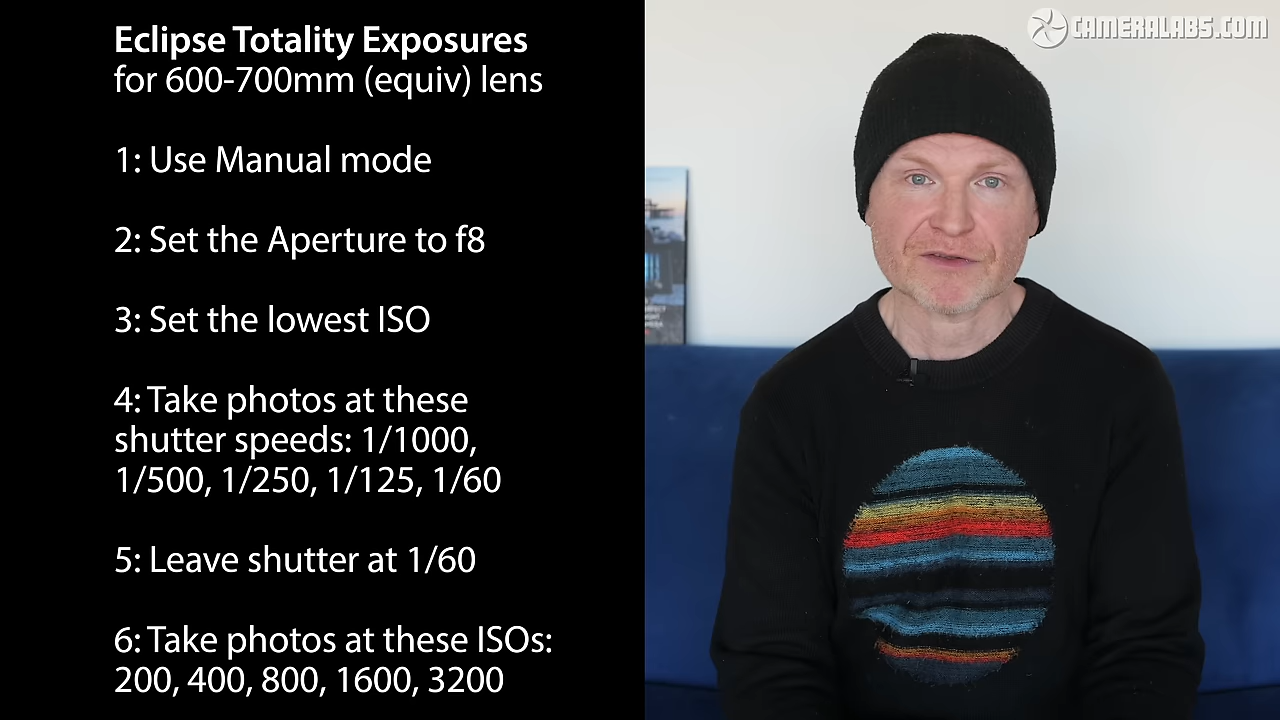 Eclipse Totality Exposures
for 600-700mm (equiv) lens
1: Use Manual mode
2: Set the Aperture to f8
3: Set the lowest ISO
4: Take photos at these
shutter speeds: 1/1000,
1/500, 1/250, 1/125, 1/60
5: Leave shutter at 1/60
6: Take photos at these ISOs:
200, 400, 800, 1600, 3200
CAMERALABS.COM